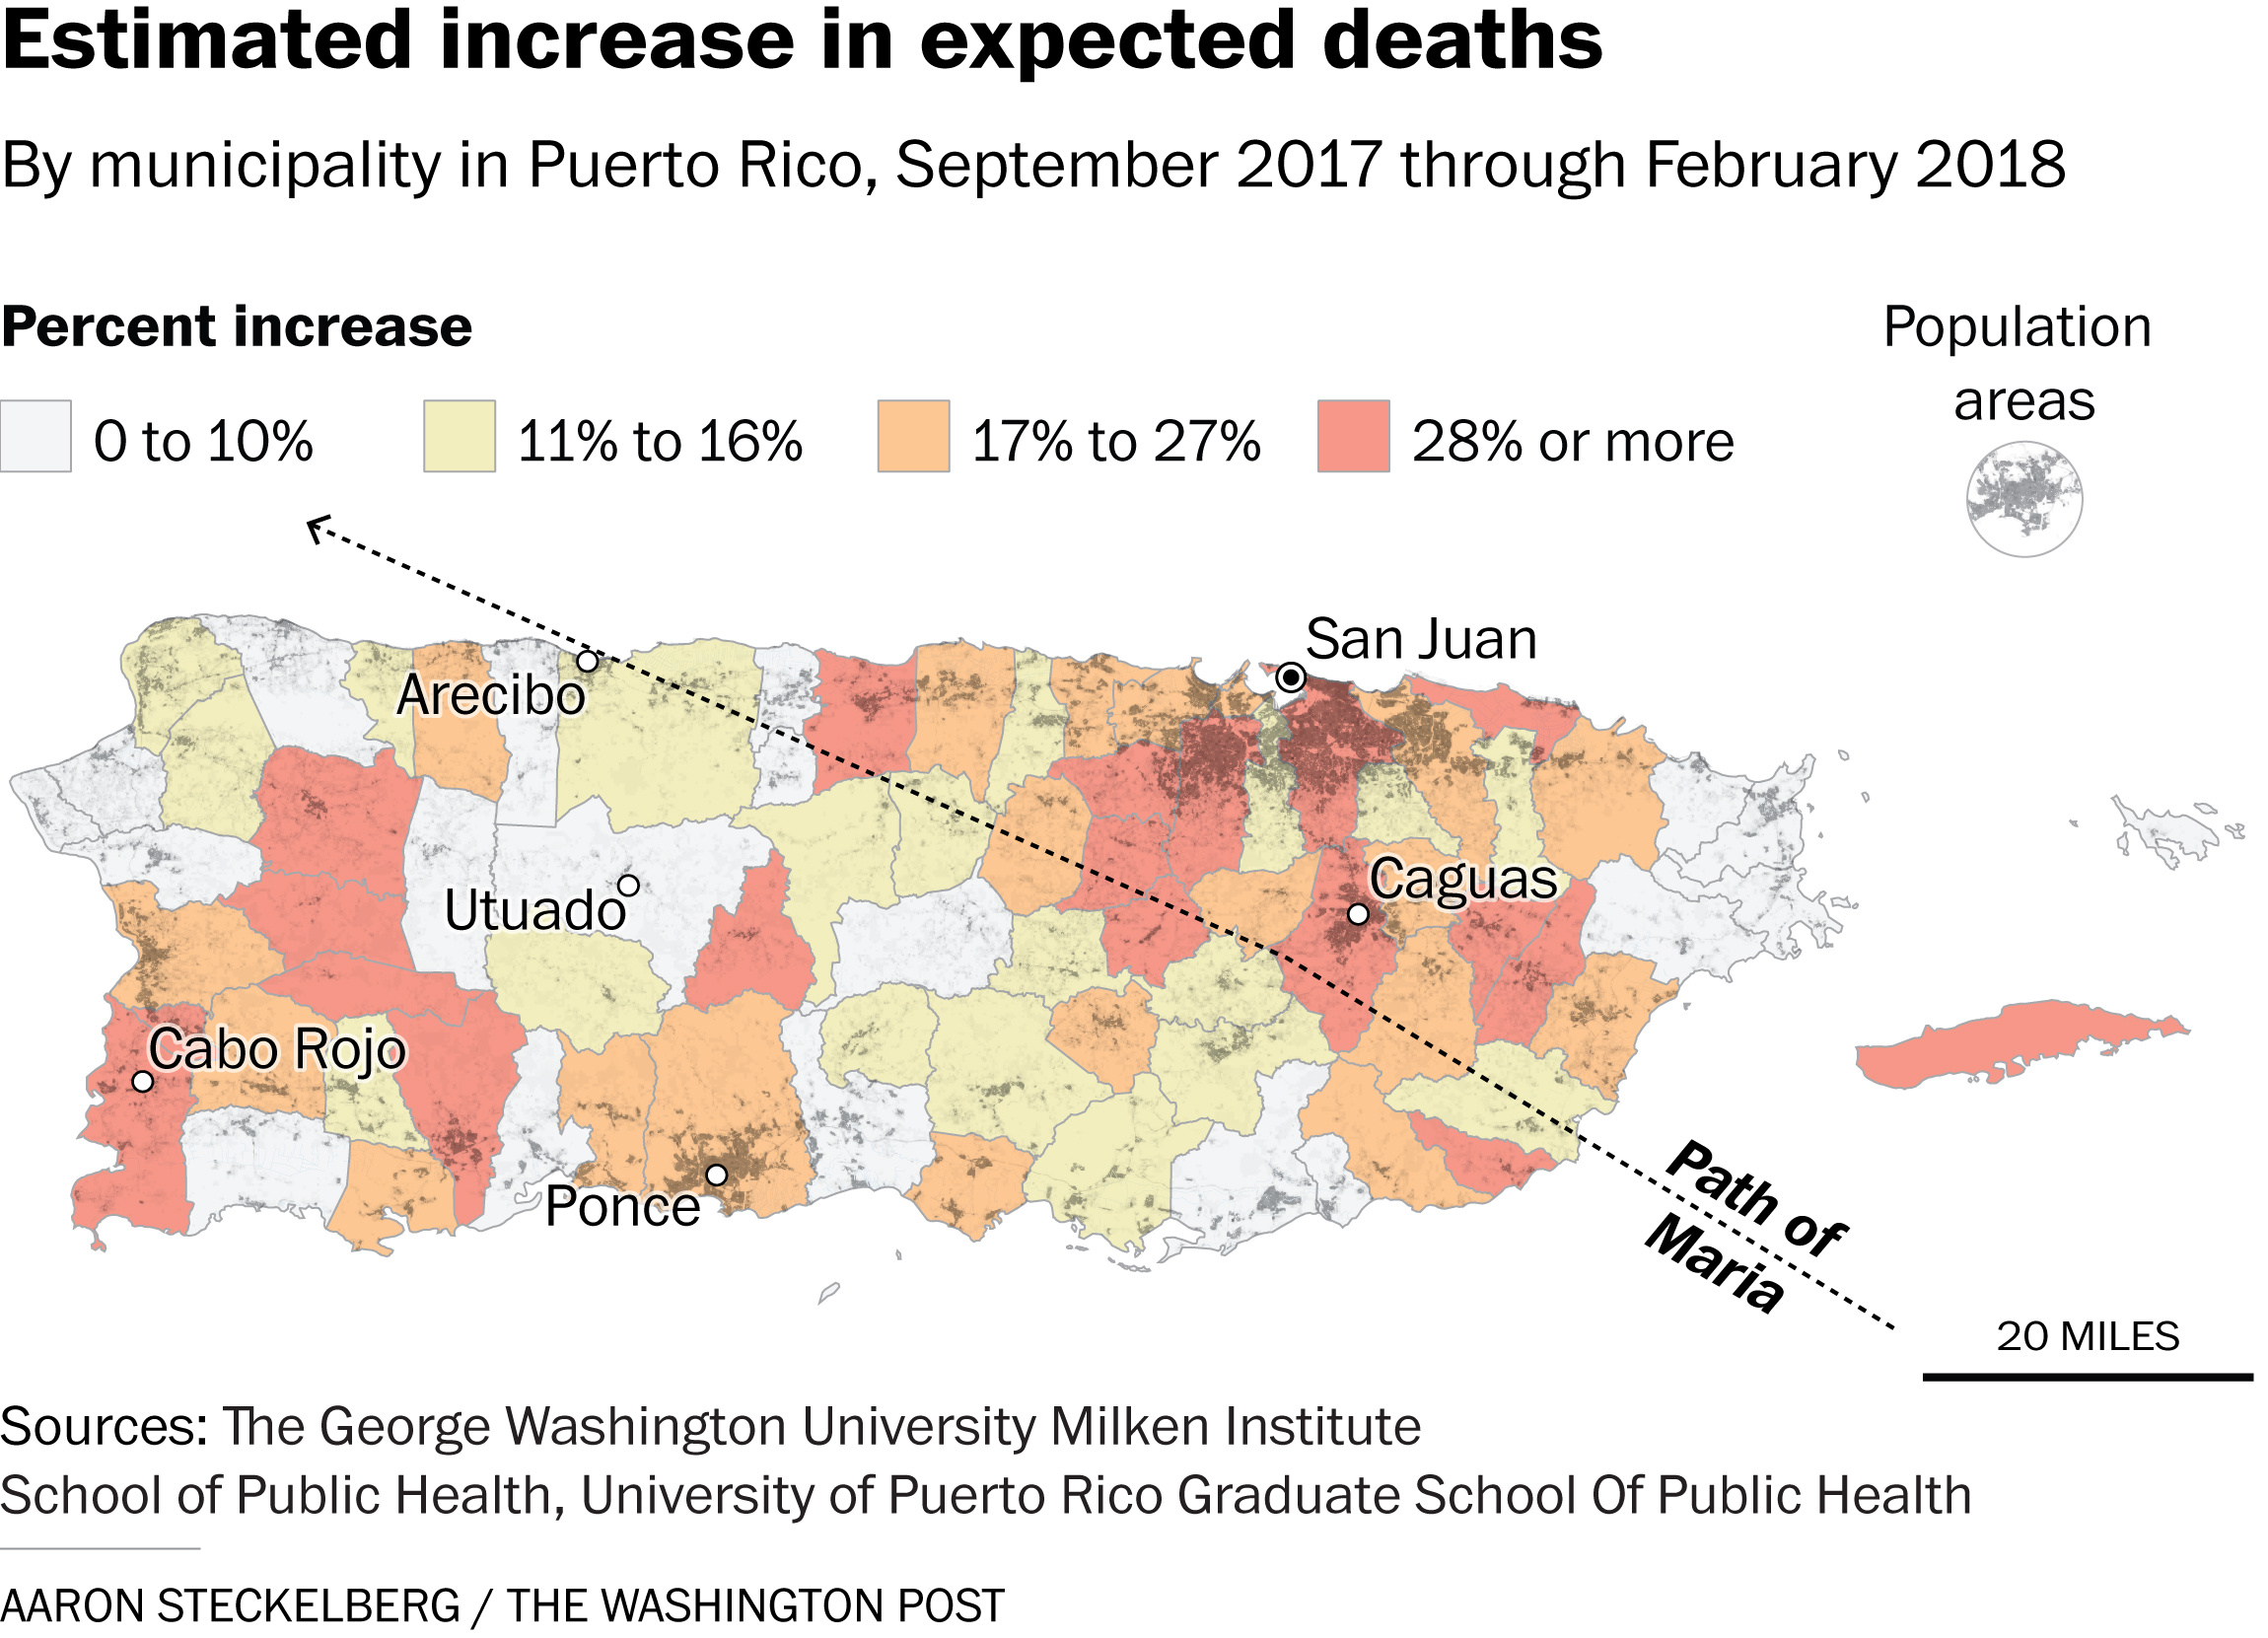 Estimated increase in expected deaths
By municipality in Puerto Rico, September 2017 through February 2018
Percent increase
0 to 10%
11% to 16%
17% to 27%
28% or more
Population
areas
San Juan
Arecibo
Caguas
Utuado
Cabo Rojo
Ponce
Path of
Maria
20 MILES
Sources: The George Washington University Milken Institute
School of Public Health, University of Puerto Rico Graduate School Of Public Health
AARON STECKELBERG / THE WASHINGTON POST